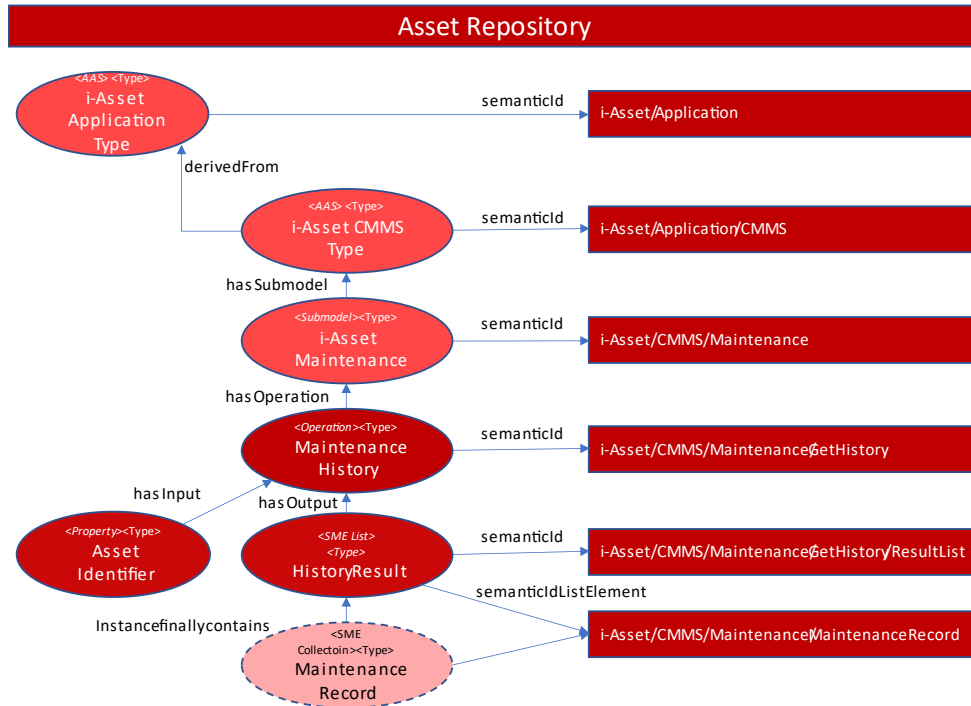 Asset Repository
<AAS> <Type>
i-Asset
Application
Type
semanticId
i-Asset/Application
derivedFrom
<AAS> <Type>
i-Asset CMMS
Type
semanticId
i-Asset/Application/CMMS
hasSubmodel
<Submodel><Type>
i-Asset
Maintenance
semanticId
i-Asset/CMMS/Maintenance
hasOperation
<Operation><Type>
Maintenance
History
semanticId
i-Asset/CMMS/Maintenance/GetHistory
hasInput
hasOutput
<Property><Type>
Asset
Identifier
<SME List>
<Type>
HistoryResult
semanticId
i-Asset/CMMS/Maintenance/GetHistory/ResultList
semanticIdListElement
Instancefinallycontains
<SME
Collectoin><Type>
Maintenance
Record
i-Asset/CMMS/Maintenance/MaintenanceRecord